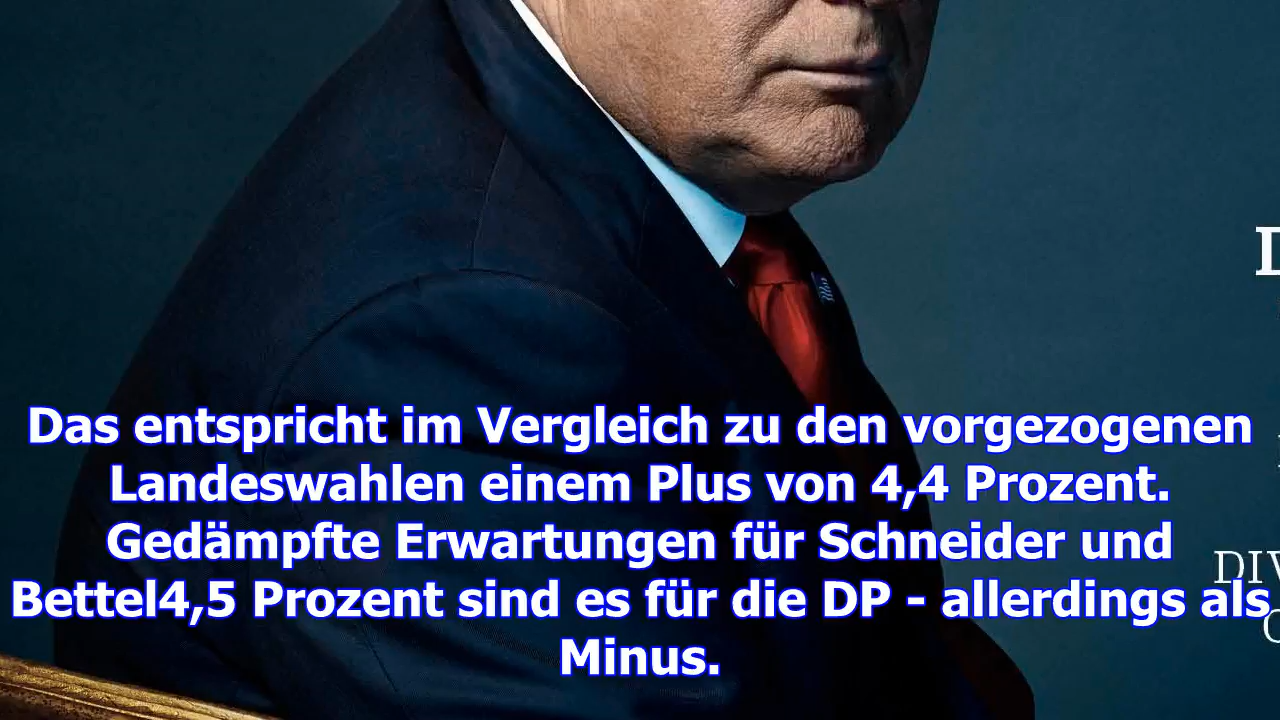 Das entspricht im Vergleich zu den vorgezogenen
Landeswahlen einem Plus von 4,4 Prozent.
Gedämpfte Erwartungen für Schneider und
Bettel4,5 Prozent sind es für die DP - allerdings als
Minus.
D
DIV